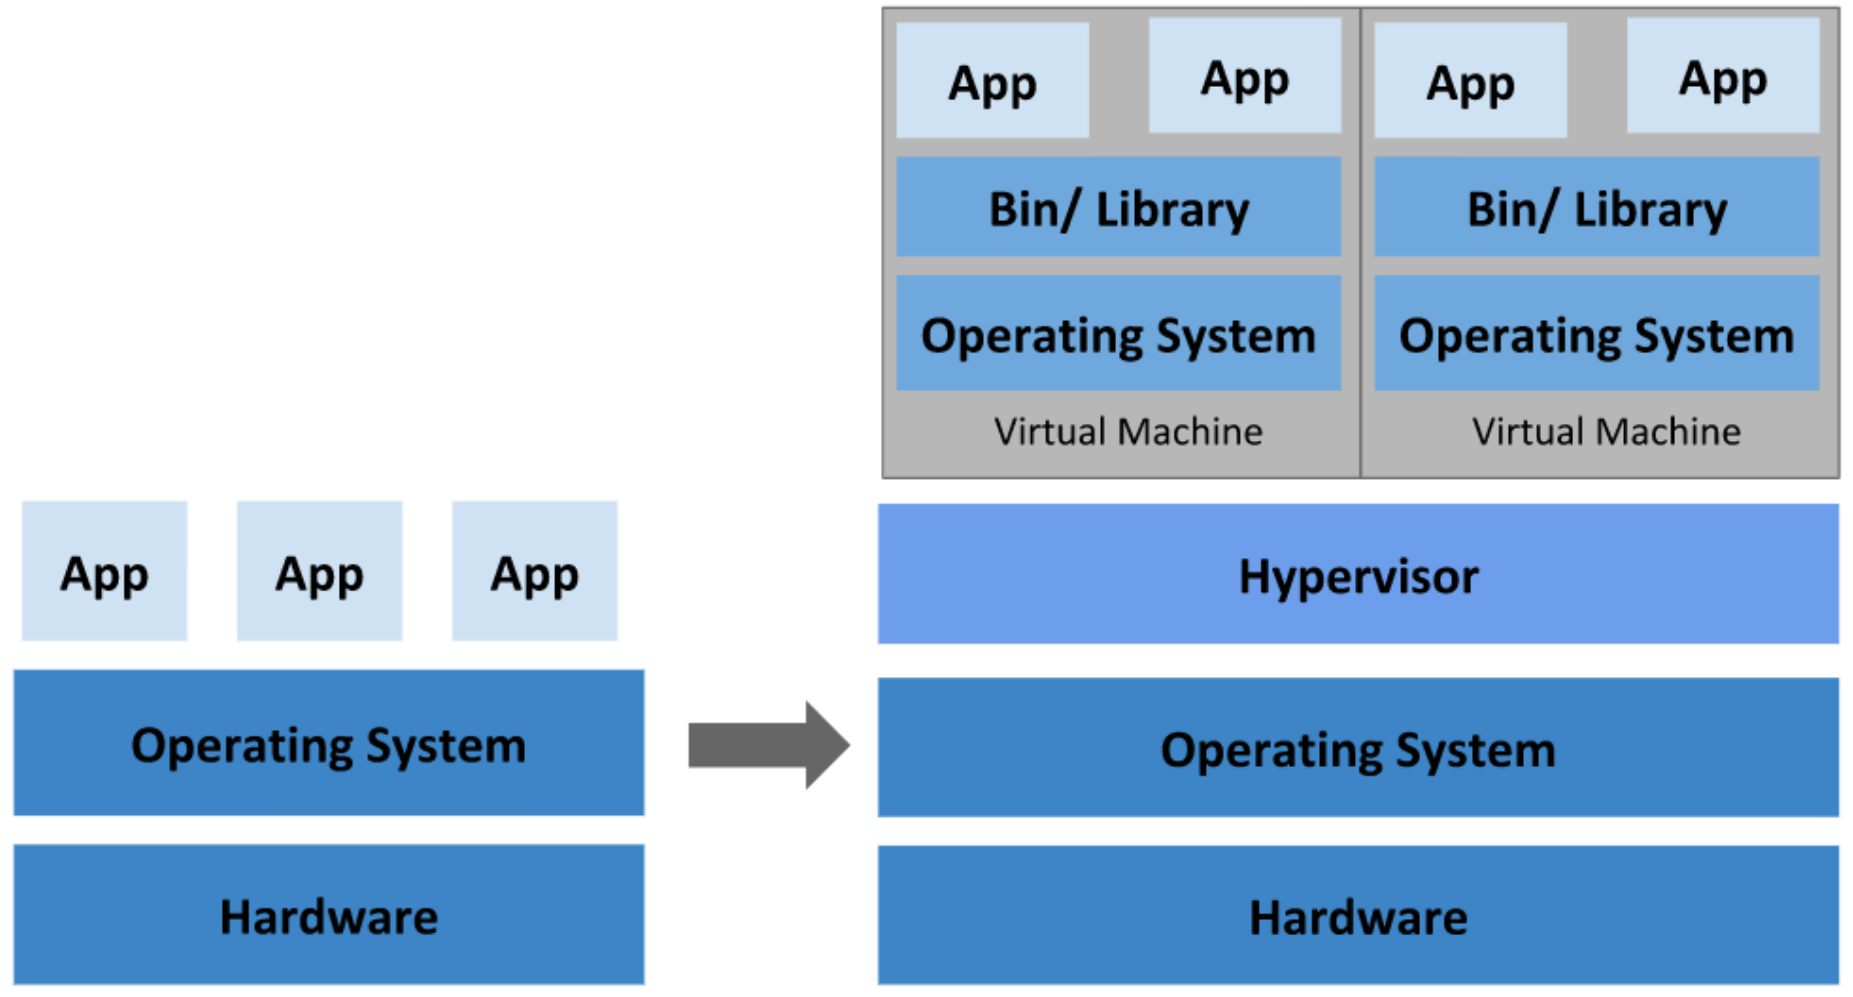 App
App
App
Operating System
Hardware
App
App
App
App
Bin/ Library
Bin/ Library
Operating System
Operating System
Virtual Machine
Virtual Machine
Hypervisor
Operating System
Hardware